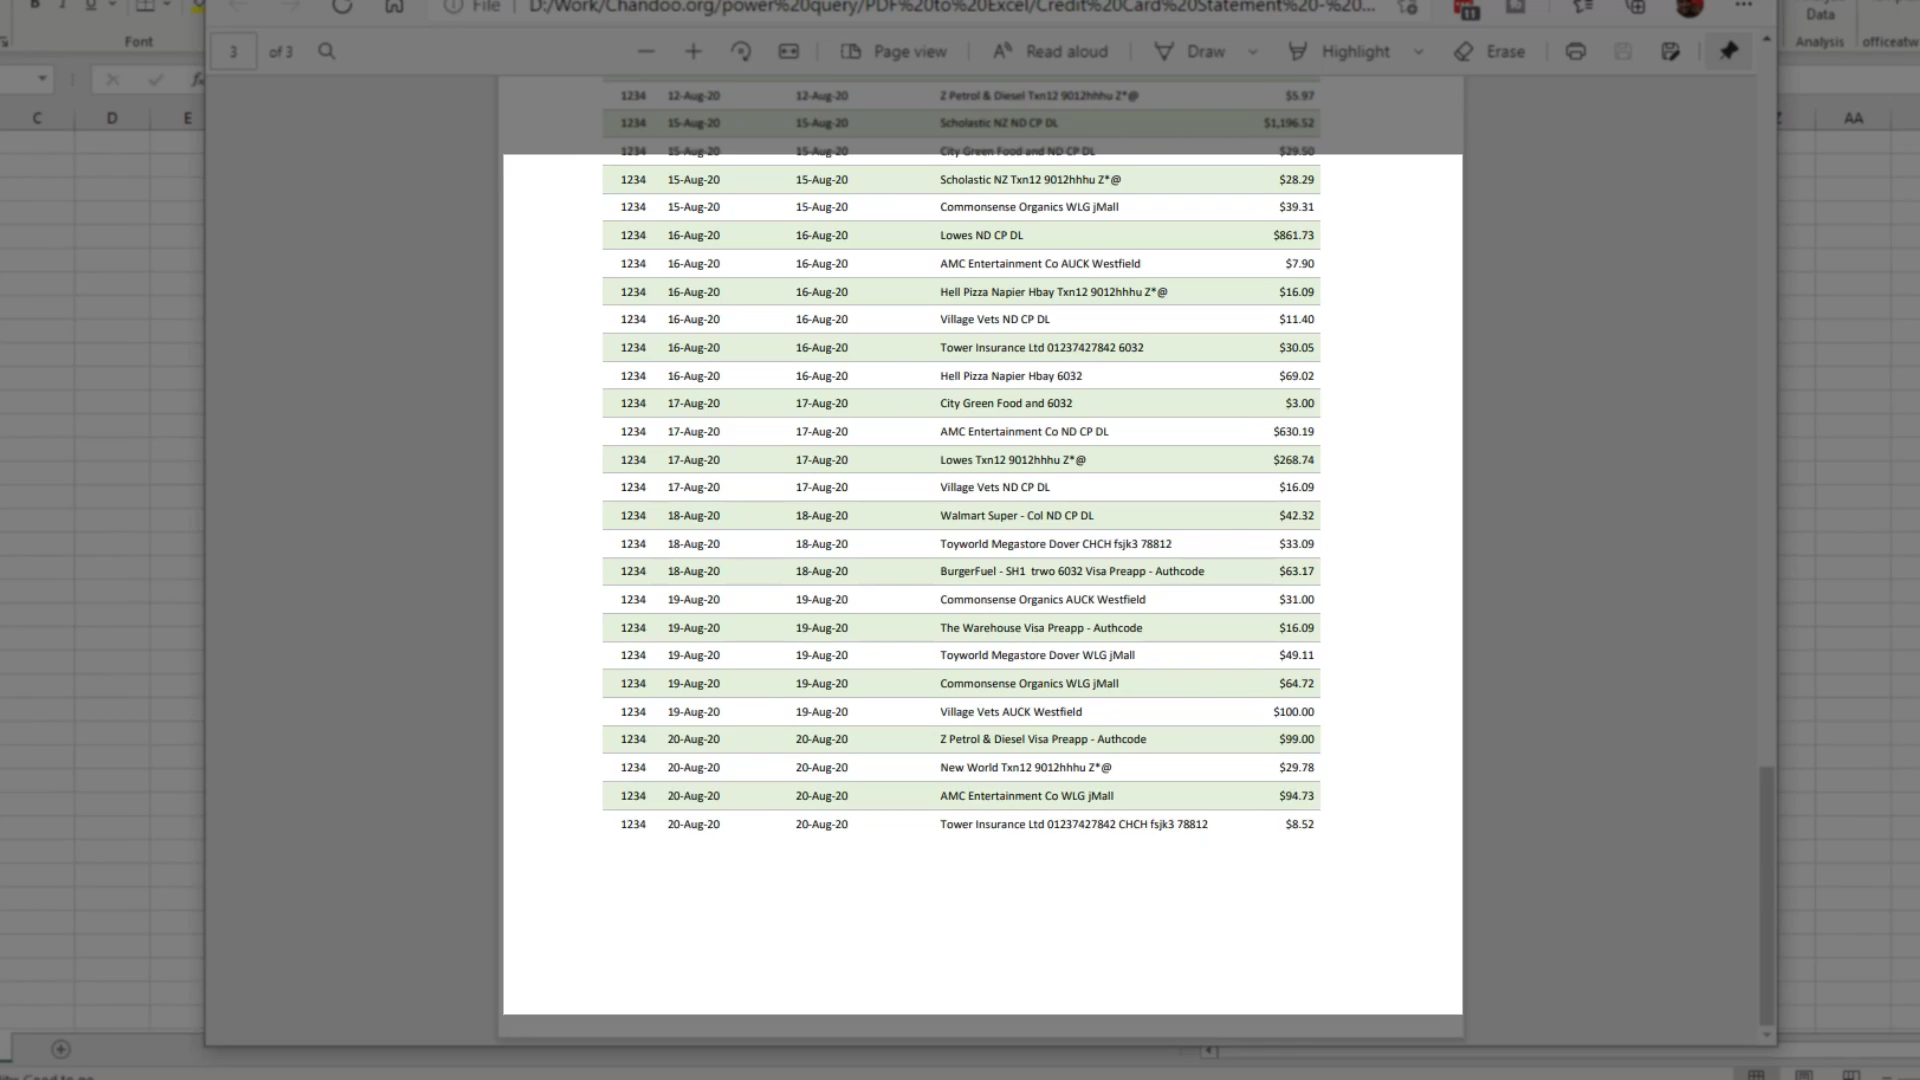 File | D:/Work/Chandoo.org/power%20query/PDF%20to%20Excel/Credit%20Card%20Statement%20-%20...
11
Data
Font
Analysis
3 of 3 Page view Read aloud Draw Highlight Erase
C D E AA
1234 12-Aug-20 12-Aug-20 Z Petrol & Diesel Txn12 9012hhhu Z*@ $5.97
1234 15-Aug-20 15-Aug-20 Scholastic NZ ND CP DL $1,196.52
1234 15-Aug-20 15-Aug-20 City Green Food and ND CP DL $29.50
1234 15-Aug-20 15-Aug-20 Scholastic NZ Txn12 9012hhhu Z*@ $28.29
1234 15-Aug-20 15-Aug-20 Commonsense Organics WLG jMall $39.31
1234 16-Aug-20 16-Aug-20 Lowes ND CP DL $861.73
1234 16-Aug-20 16-Aug-20 AMC Entertainment Co AUCK Westfield $7.90
1234 16-Aug-20 16-Aug-20 Hell Pizza Napier Hbay Txn12 9012hhhu Z*@ $16.09
1234 16-Aug-20 16-Aug-20 Village Vets ND CP DL $11.40
1234 16-Aug-20 16-Aug-20 Tower Insurance Ltd 01237427842 6032 $30.05
1234 16-Aug-20 16-Aug-20 Hell Pizza Napier Hbay 6032 $69.02
1234 17-Aug-20 17-Aug-20 City Green Food and 6032 $3.00
1234 17-Aug-20 17-Aug-20 AMC Entertainment Co ND CP DL $630.19
1234 17-Aug-20 17-Aug-20 Lowes Txn12 9012hhhu Z*@ $268.74
1234 17-Aug-20 17-Aug-20 Village Vets ND CP DL $16.09
1234 18-Aug-20 18-Aug-20 Walmart Super - Col ND CP DL $42.32
1234 18-Aug-20 18-Aug-20 Toyworld Megastore Dover CHCH fsjk3 78812 $33.09
1234 18-Aug-20 18-Aug-20 BurgerFuel - SH1 trwo 6032 Visa Preapp - Authcode $63.17
1234 19-Aug-20 19-Aug-20 Commonsense Organics AUCK Westfield $31.00
1234 19-Aug-20 19-Aug-20 The Warehouse Visa Preapp - Authcode $16.09
1234 19-Aug-20 19-Aug-20 Toyworld Megastore Dover WLG jMall $49.11
1234 19-Aug-20 19-Aug-20 Commonsense Organics WLG jMall $64.72
1234 19-Aug-20 19-Aug-20 Village Vets AUCK Westfield $100.00
1234 20-Aug-20 20-Aug-20 Z Petrol & Diesel Visa Preapp - Authcode $99.00
1234 20-Aug-20 20-Aug-20 New World Txn12 9012hhhu Z*@ $29.78
1234 20-Aug-20 20-Aug-20 AMC Entertainment Co WLG jMall $94.73
1234 20-Aug-20 20-Aug-20 Tower Insurance Ltd 01237427842 CHCH fsjk3 78812 $8.52